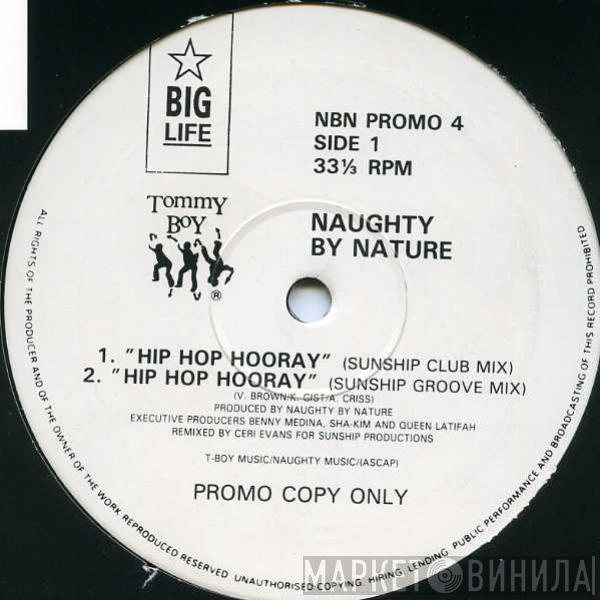 BIG
LIFE
NBN PROMO 4
SIDE 1
33⅓ RPM
Tommy
BOY
®
NAUGHTY
BY NATURE
1. "HIP HOP HOORAY" (SUNSHIP CLUB MIX)
2. "HIP HOP HOORAY" (SUNSHIP GROOVE MIX)
(V. BROWN/K. GIST/A. CRISS)
PRODUCED BY NAUGHTY BY NATURE
EXECUTIVE PRODUCERS BENNY MEDINA, SHA-KIM AND QUEEN LATIFAH
REMIXED BY CERI EVANS FOR SUNSHIP PRODUCTIONS
T-BOY MUSIC/NAUGHTY MUSIC/(ASCAP)
PROMO COPY ONLY
ALL RIGHTS OF THE PRODUCER AND OF THE OWNER OF THE WORK REPRODUCED RESERVED UNAUTHORISED COPYING, HIRING, LENDING, PUBLIC PERFORMANCE AND BROADCASTING OF THIS RECORD PROHIBITED
МАРКЕТ ВИНИЛА